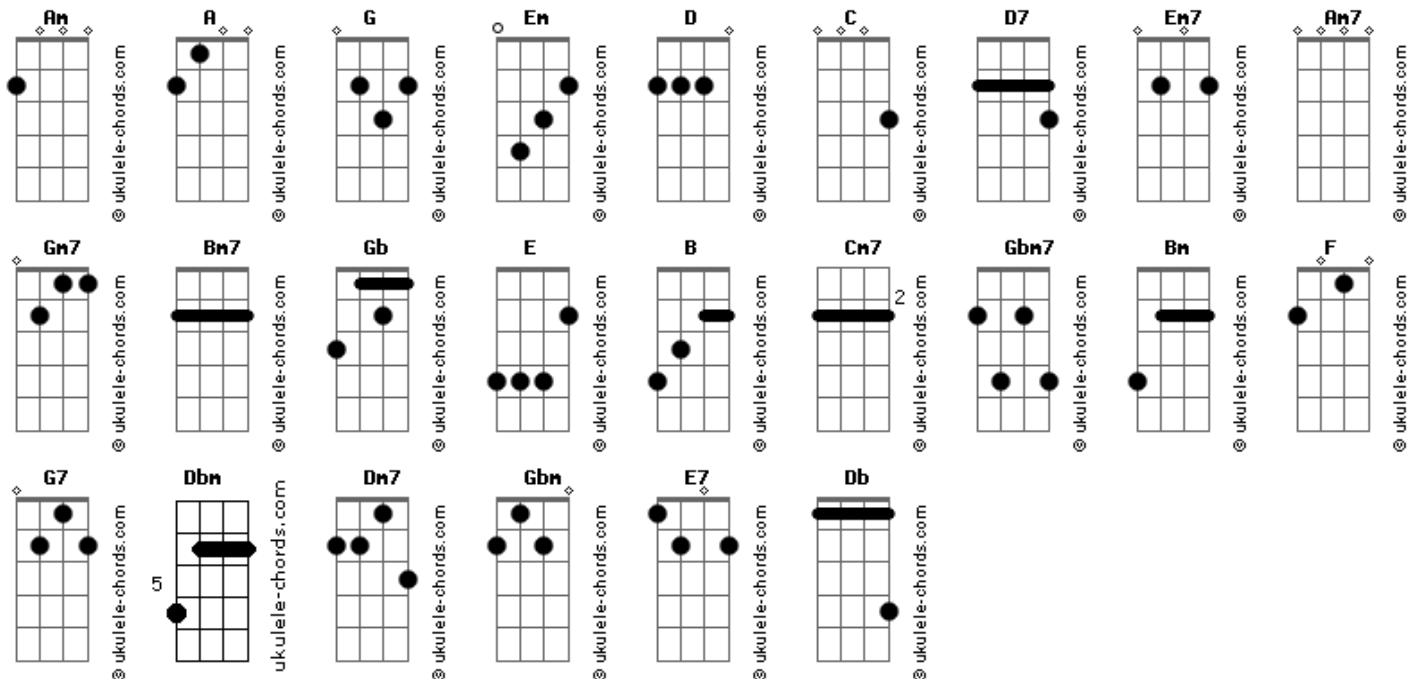 Am A G Em D C D7 Em7 Am7
© ukulele-chords.com © ukulele-chords.com © ukulele-chords.com © ukulele-chords.com © ukulele-chords.com © ukulele-chords.com © ukulele-chords.com © ukulele-chords.com © ukulele-chords.com
Gm7 Bm7 Gb E B Cm7 Gbm7 Bm F
2
© ukulele-chords.com © ukulele-chords.com © ukulele-chords.com © ukulele-chords.com © ukulele-chords.com © ukulele-chords.com © ukulele-chords.com © ukulele-chords.com © ukulele-chords.com
G7 Dbm Dm7 Gbm E7 Db
5
© ukulele-chords.com ukulele-chords.com © ukulele-chords.com © ukulele-chords.com © ukulele-chords.com © ukulele-chords.com